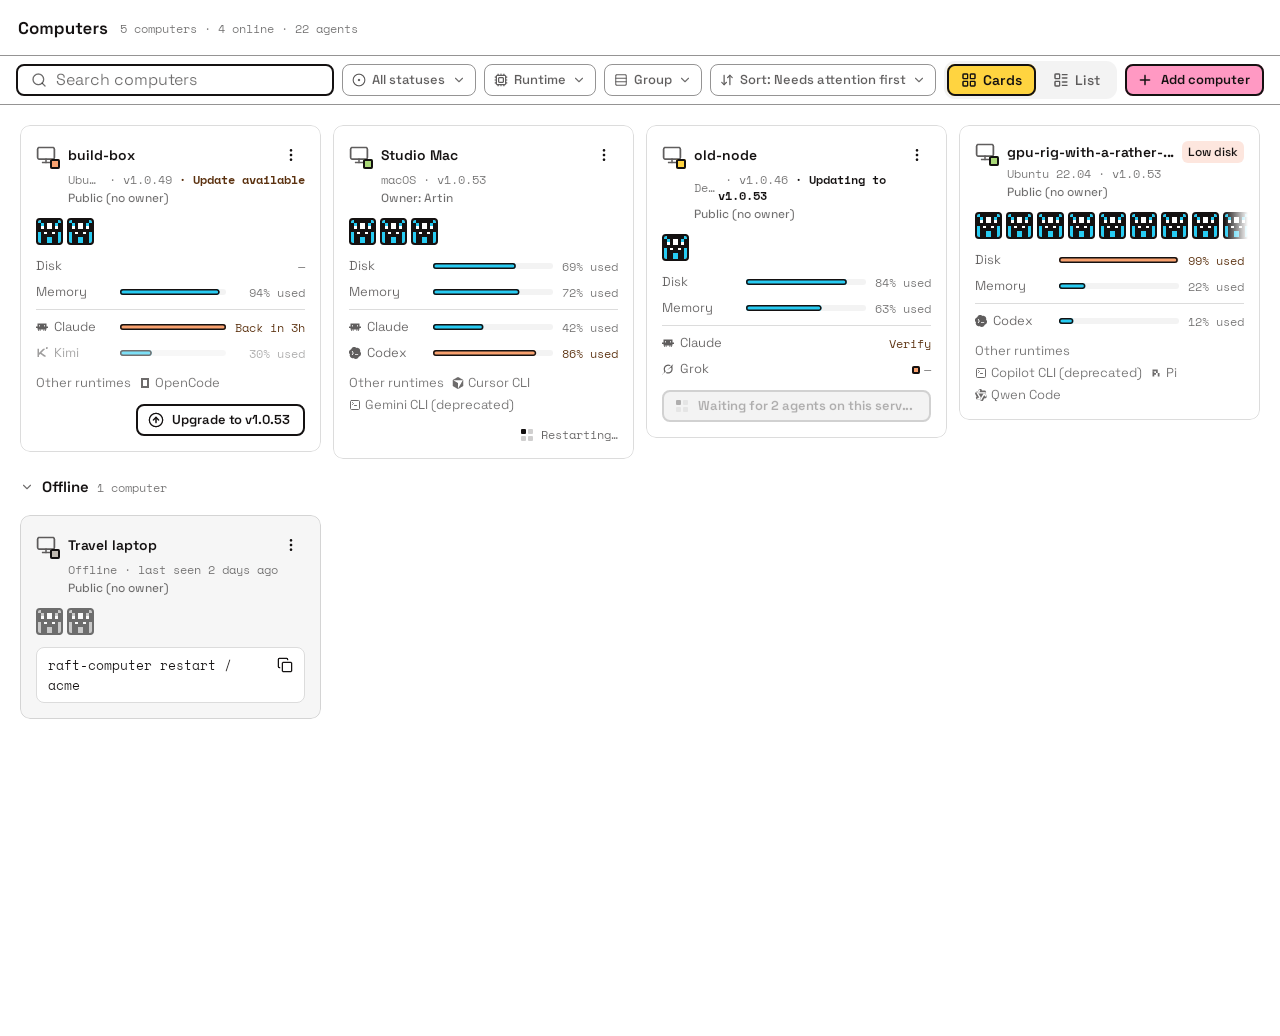 Computers 5 computers · 4 online · 22 agents
Search computers
All statuses
Runtime
Group
Sort: Needs attention first
Cards
List
Add computer
build-box
Ubu… · v1.0.49 · Update available
Public (no owner)
Disk —
Memory 94% used
Claude Back in 3h
Kimi 30% used
Other runtimes OpenCode
Upgrade to v1.0.53
Studio Mac
macOS · v1.0.53
Owner: Artin
Disk 69% used
Memory 72% used
Claude 42% used
Codex 86% used
Other runtimes Cursor CLI
Gemini CLI (deprecated)
Restarting…
old-node
De… · v1.0.46 · Updating to
v1.0.53
Public (no owner)
Disk 84% used
Memory 63% used
Claude Verify
Grok —
Waiting for 2 agents on this serv…
gpu-rig-with-a-rather-… Low disk
Ubuntu 22.04 · v1.0.53
Public (no owner)
Disk 99% used
Memory 22% used
Codex 12% used
Other runtimes
Copilot CLI (deprecated) Pi
Qwen Code
Offline 1 computer
Travel laptop
Offline · last seen 2 days ago
Public (no owner)
raft-computer restart /
acme